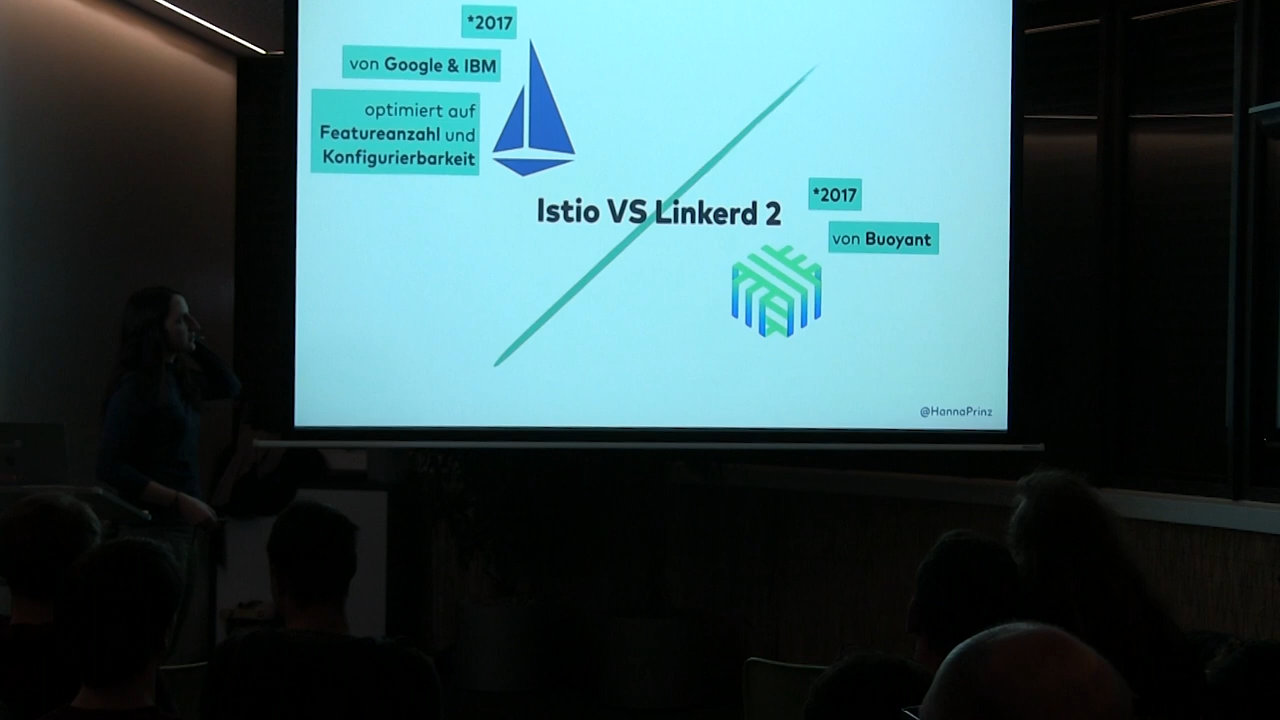 *2017
von Google & IBM
optimiert auf
Featureanzahl und
Konfigurierbarkeit
Istio VS Linkerd 2
*2017
von Buoyant
@HannaPrinz